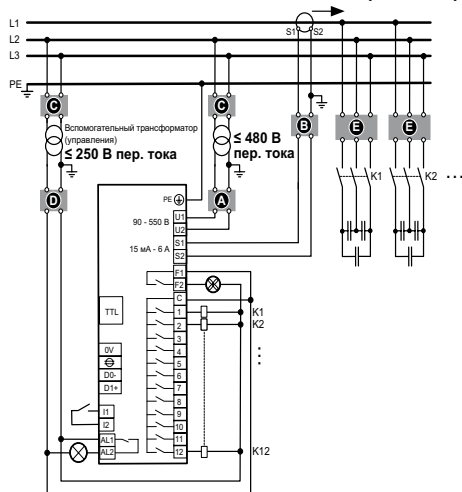 L1
L2
L3
PE
S1 S2
C C B E E
Вспомогательный трансформатор
(управления)
≤ 250 В пер. тока
≤ 480 В
пер. тока
K1
K2
D A
PE
90 - 550 В
U1
U2
15 мА - 6 А
S1
S2
F1
F2
C
TTL
1
K1
2
K2
3
4
0V
5
D0-
6
D1+
7
8
I1
9
I2
10
AL1
11
AL2
12
K12